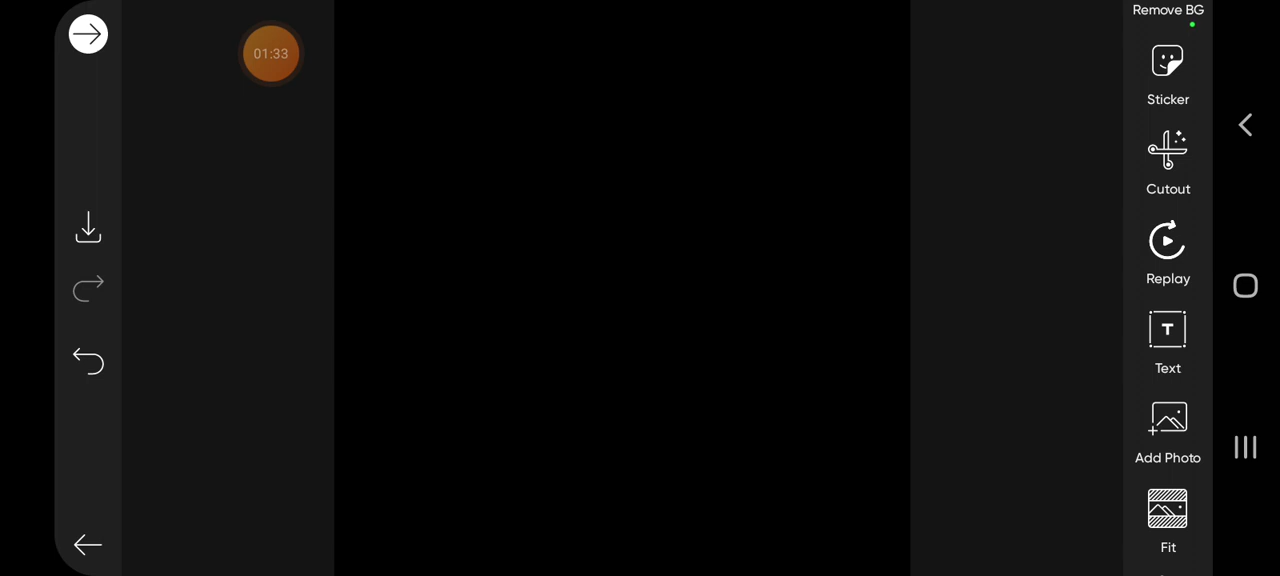 Remove BG
01:33
Sticker
Cutout
Replay
T
Text
Add Photo
Fit